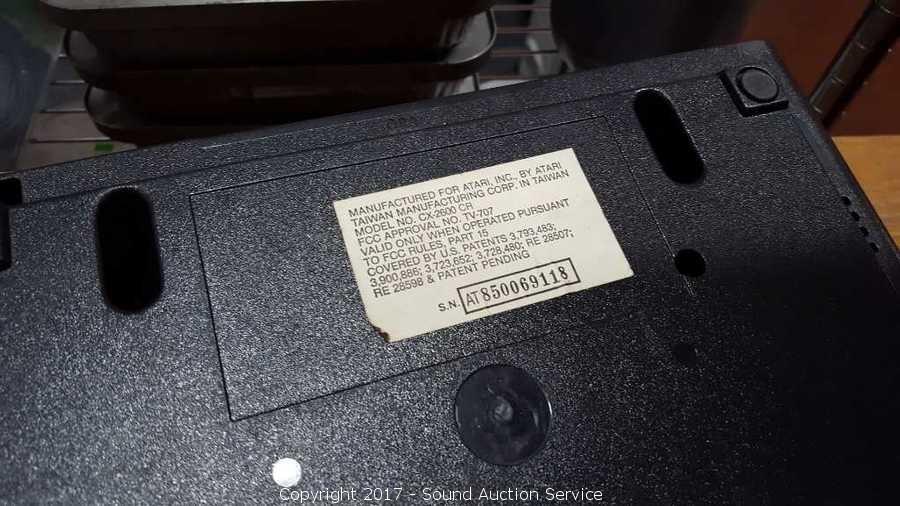 MANUFACTURED FOR ATARI, INC., BY ATARI
TAIWAN MANUFACTURING CORP. IN TAIWAN
MODEL NO. CX-2600 CR
FCC APPROVAL NO. TV-707
VALID ONLY WHEN OPERATED PURSUANT
TO FCC RULES, PART 15
COVERED BY U.S. PATENTS 3,793,483;
3,900,886; 3,723,652; 3,728,480; RE 28507;
RE 28598 & PATENT PENDING
S.N. AT850069118
Copyright 2017 - Sound Auction Service